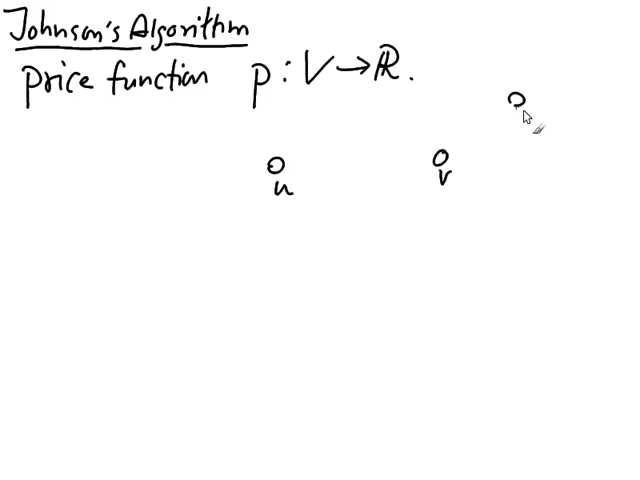 Johnson's Algorithm
price function p : V → ℝ.
u
v